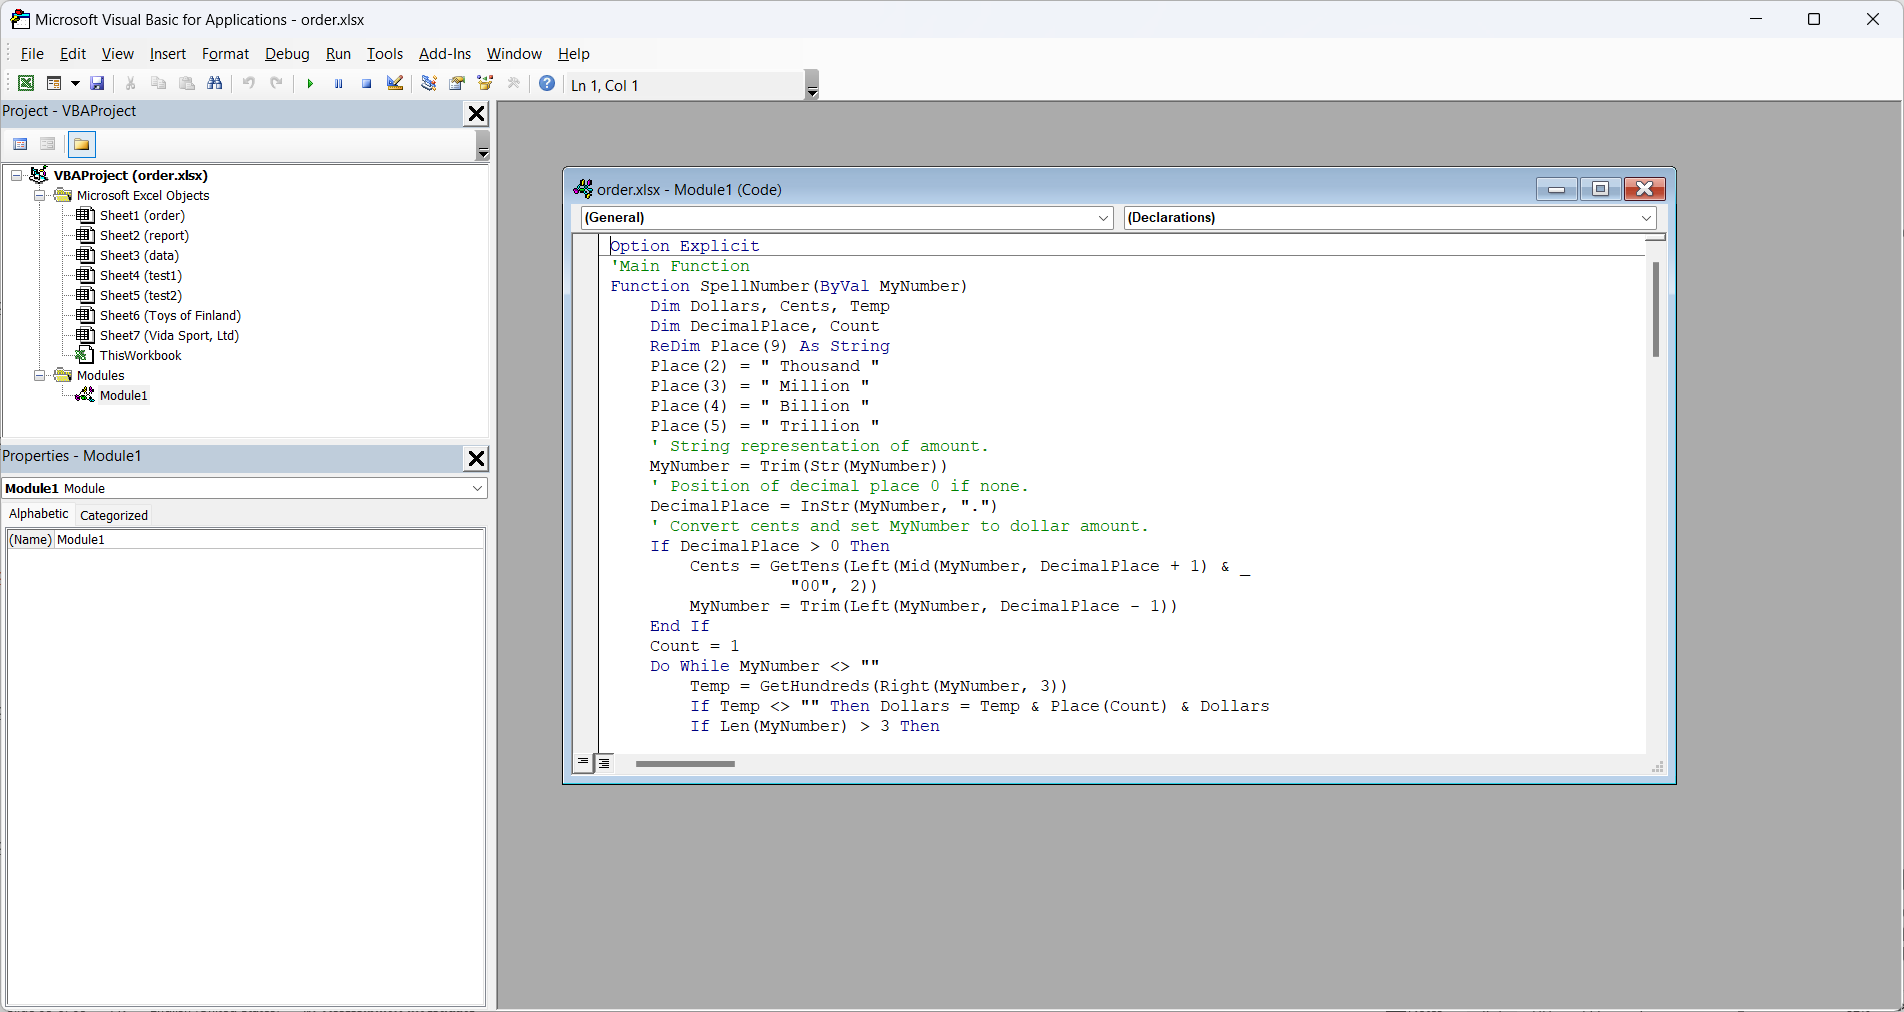 Microsoft Visual Basic for Applications - order.xlsx
File Edit View Insert Format Debug Run Tools Add-Ins Window Help
Ln 1, Col 1
Project - VBAProject
VBAProject (order.xlsx)
Microsoft Excel Objects
Sheet1 (order)
Sheet2 (report)
Sheet3 (data)
Sheet4 (test1)
Sheet5 (test2)
Sheet6 (Toys of Finland)
Sheet7 (Vida Sport, Ltd)
ThisWorkbook
Modules
Module1
Properties - Module1
Module1 Module
Alphabetic Categorized
(Name) Module1
order.xlsx - Module1 (Code)
(General) (Declarations)
Option Explicit
'Main Function
Function SpellNumber(ByVal MyNumber)
    Dim Dollars, Cents, Temp
    Dim DecimalPlace, Count
    ReDim Place(9) As String
    Place(2) = " Thousand "
    Place(3) = " Million "
    Place(4) = " Billion "
    Place(5) = " Trillion "
    ' String representation of amount.
    MyNumber = Trim(Str(MyNumber))
    ' Position of decimal place 0 if none.
    DecimalPlace = InStr(MyNumber, ".")
    ' Convert cents and set MyNumber to dollar amount.
    If DecimalPlace > 0 Then
        Cents = GetTens(Left(Mid(MyNumber, DecimalPlace + 1) & _
                  "00", 2))
        MyNumber = Trim(Left(MyNumber, DecimalPlace - 1))
    End If
    Count = 1
    Do While MyNumber <> ""
        Temp = GetHundreds(Right(MyNumber, 3))
        If Temp <> "" Then Dollars = Temp & Place(Count) & Dollars
        If Len(MyNumber) > 3 Then